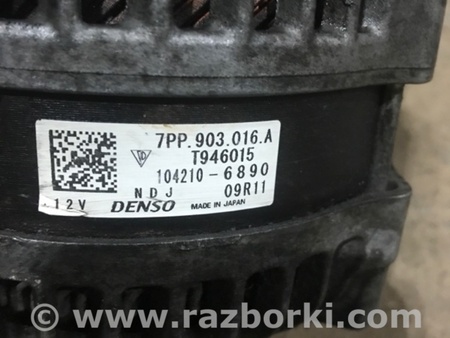 7PP.903.016.A
T946015
104210-6890
NDJ 09R11
12V DENSO MADE IN JAPAN
www.razborki.com